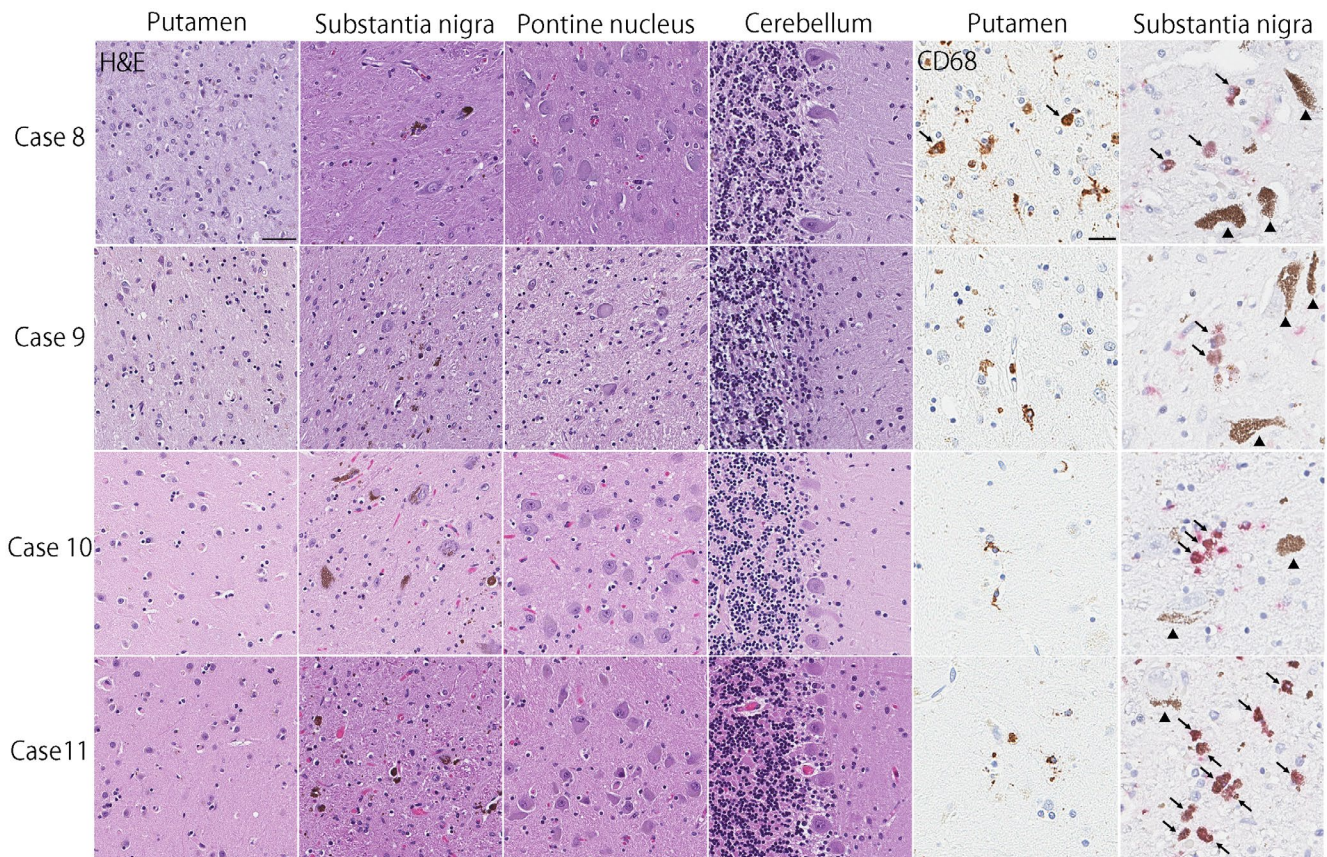 Putamen Substantia nigra Pontine nucleus Cerebellum Putamen Substantia nigra
H&E CD68
Case 8
Case 9
Case 10
Case11